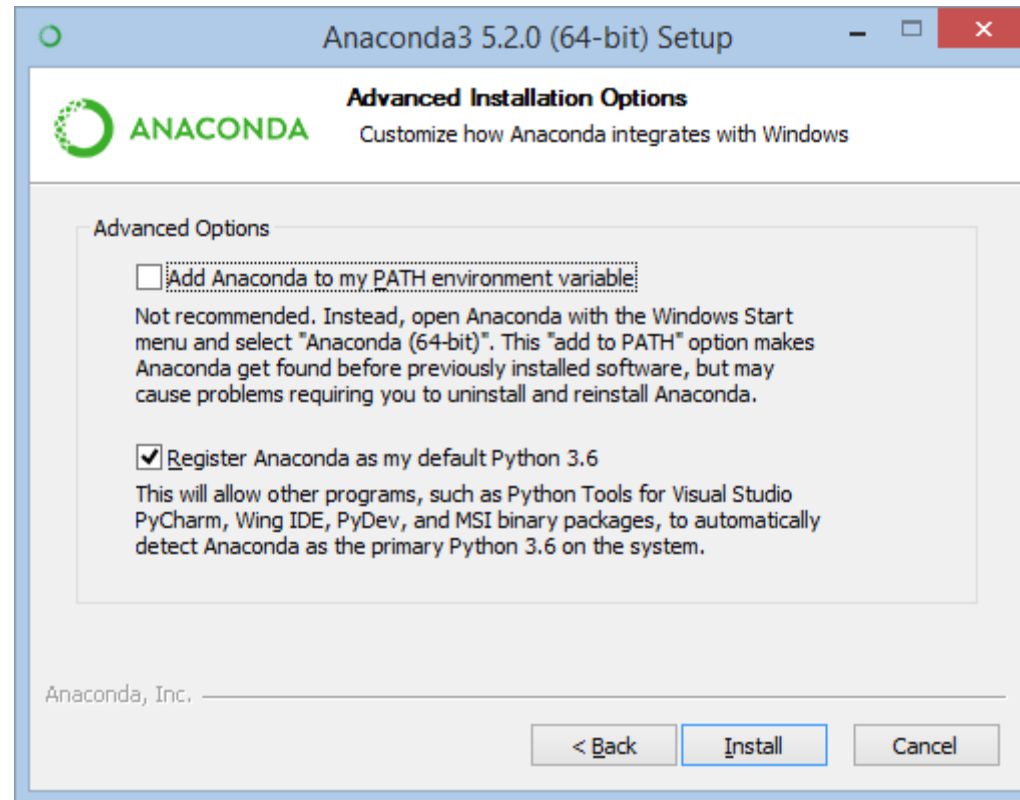 Anaconda3 5.2.0 (64-bit) Setup
ANACONDA
Advanced Installation Options
Customize how Anaconda integrates with Windows
Advanced Options
Add Anaconda to my PATH environment variable
Not recommended. Instead, open Anaconda with the Windows Start
menu and select "Anaconda (64-bit)". This "add to PATH" option makes
Anaconda get found before previously installed software, but may
cause problems requiring you to uninstall and reinstall Anaconda.
Register Anaconda as my default Python 3.6
This will allow other programs, such as Python Tools for Visual Studio
PyCharm, Wing IDE, PyDev, and MSI binary packages, to automatically
detect Anaconda as the primary Python 3.6 on the system.
Anaconda, Inc.
< Back
Install
Cancel